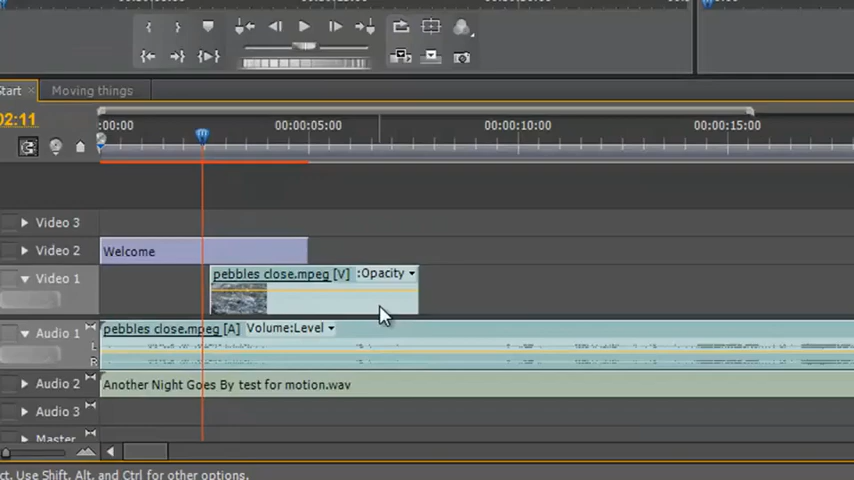 Start × Moving things
02:11 :00:00 00:00:05:00 00:00:10:00 00:00:15:00
Video 3
Video 2 Welcome
Video 1 pebbles close.mpeg [V] :Opacity
Audio 1 pebbles close.mpeg [A] Volume:Level
L
R
Audio 2 Another Night Goes By test for motion.wav
Audio 3
Master
ct. Use Shift, Alt, and Ctrl for other options.